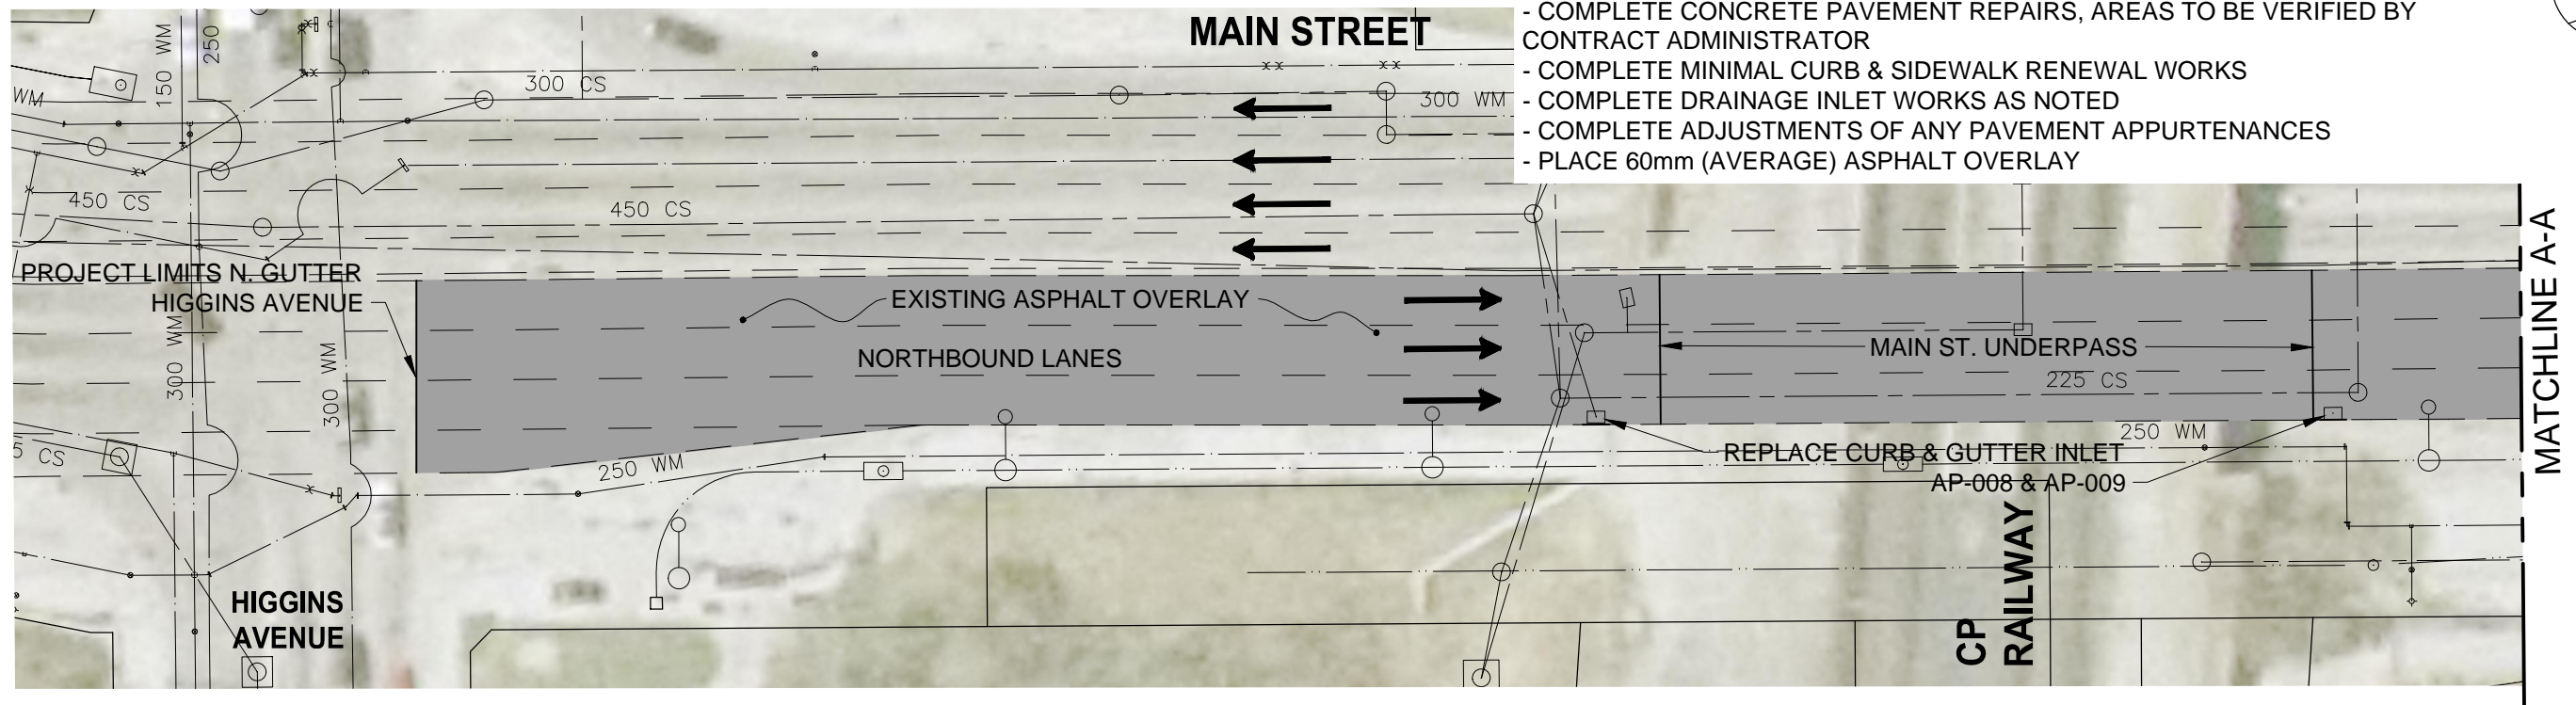 MAIN STREET
- COMPLETE CONCRETE PAVEMENT REPAIRS, AREAS TO BE VERIFIED BY
CONTRACT ADMINISTRATOR
- COMPLETE MINIMAL CURB & SIDEWALK RENEWAL WORKS
- COMPLETE DRAINAGE INLET WORKS AS NOTED
- COMPLETE ADJUSTMENTS OF ANY PAVEMENT APPURTENANCES
- PLACE 60mm (AVERAGE) ASPHALT OVERLAY
150 WM
250
WM
300 CS
300 WM
450 CS
450 CS
PROJECT LIMITS N. GUTTER
HIGGINS AVENUE
300 WM
300 WM
EXISTING ASPHALT OVERLAY
NORTHBOUND LANES
MAIN ST. UNDERPASS
225 CS
MATCHLINE A-A
5 CS
250 WM
250 WM
REPLACE CURB & GUTTER INLET
AP-008 & AP-009
HIGGINS
AVENUE
CP
RAILWAY